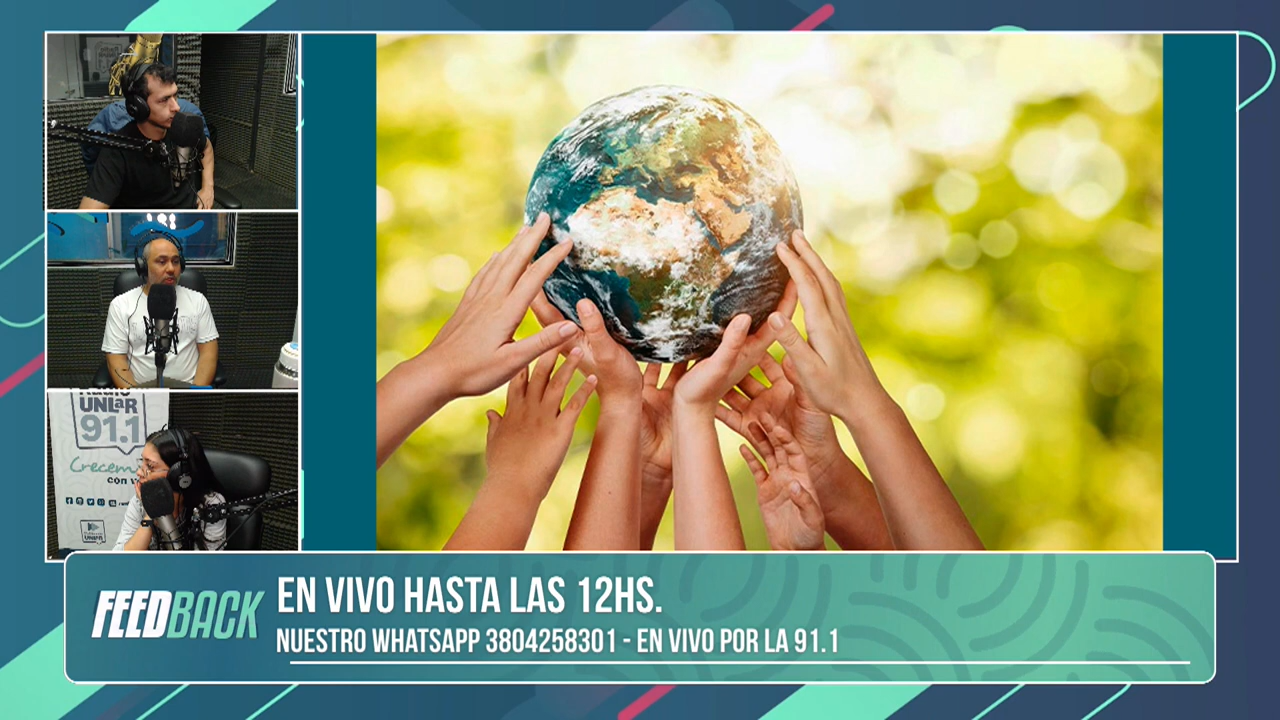 Radio
UNLaR
91.1
Crecem
con v
FEEDBACK
EN VIVO HASTA LAS 12HS.
NUESTRO WHATSAPP 3804258301 - EN VIVO POR LA 91.1